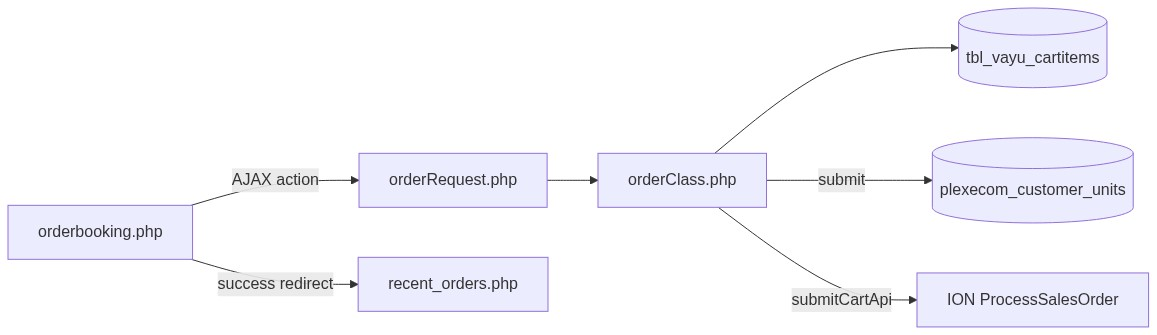 tbl_vayu_cartitems
AJAX action
orderRequest.php
orderClass.php
submit
plexecom_customer_units
orderbooking.php
success redirect
recent_orders.php
submitCartApi
ION ProcessSalesOrder